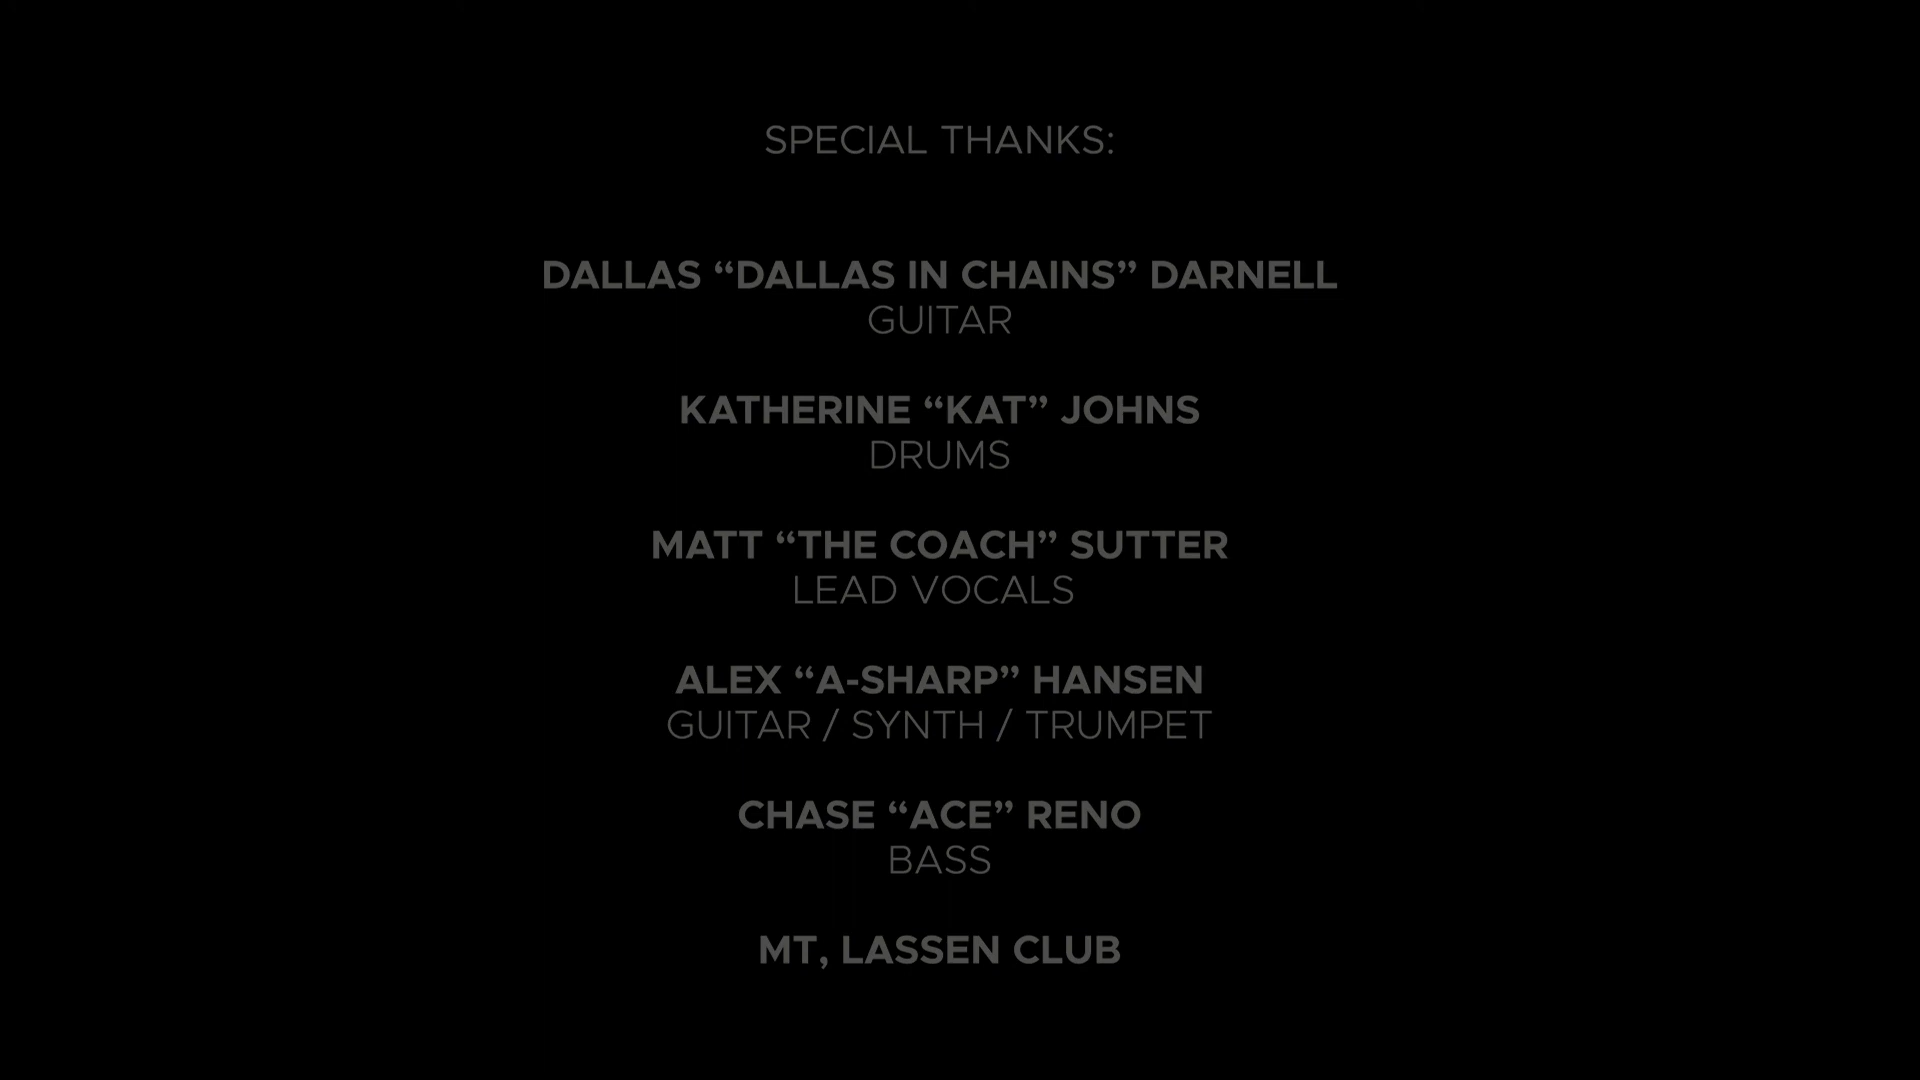 SPECIAL THANKS:
DALLAS “DALLAS IN CHAINS” DARNELL
GUITAR
KATHERINE “KAT” JOHNS
DRUMS
MATT “THE COACH” SUTTER
LEAD VOCALS
ALEX “A-SHARP” HANSEN
GUITAR / SYNTH / TRUMPET
CHASE “ACE” RENO
BASS
MT, LASSEN CLUB